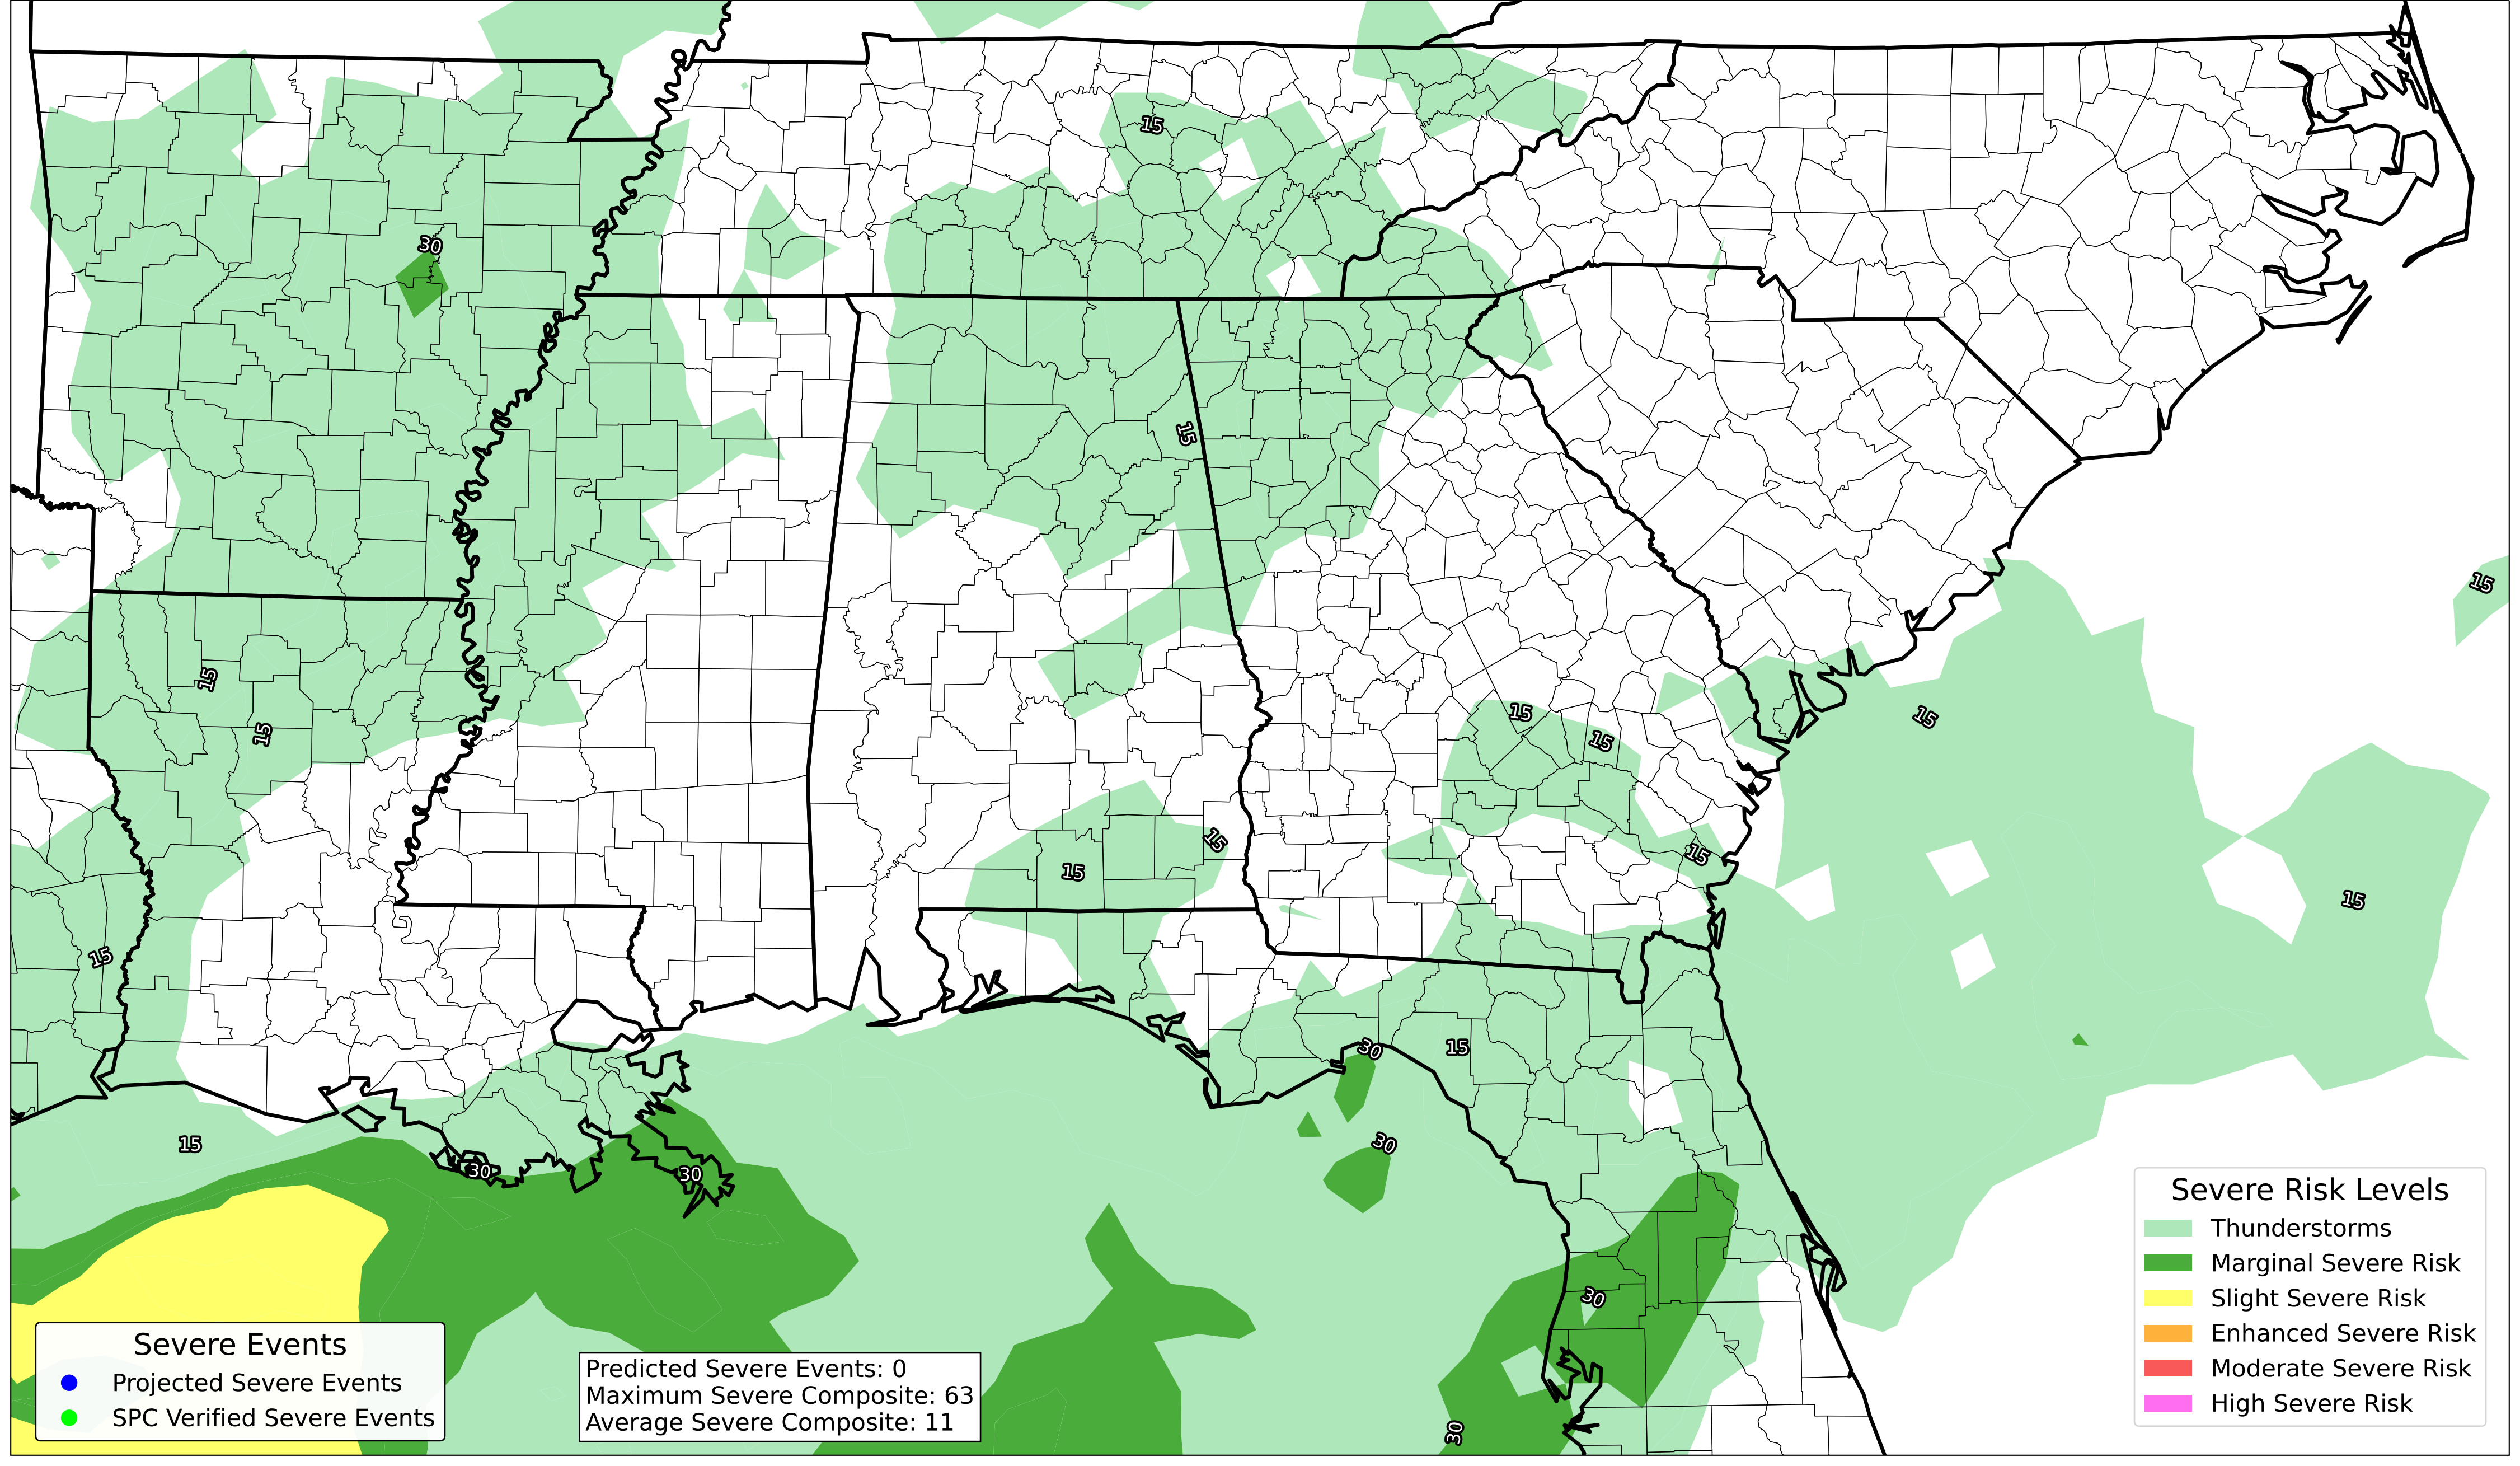 15
30
15
15
15
15
15
15
15
15
15
15
15
15
30
15
30
15
30
30
30
30
Severe Events
Projected Severe Events
SPC Verified Severe Events
Predicted Severe Events: 0
Maximum Severe Composite: 63
Average Severe Composite: 11
Severe Risk Levels
Thunderstorms
Marginal Severe Risk
Slight Severe Risk
Enhanced Severe Risk
Moderate Severe Risk
High Severe Risk